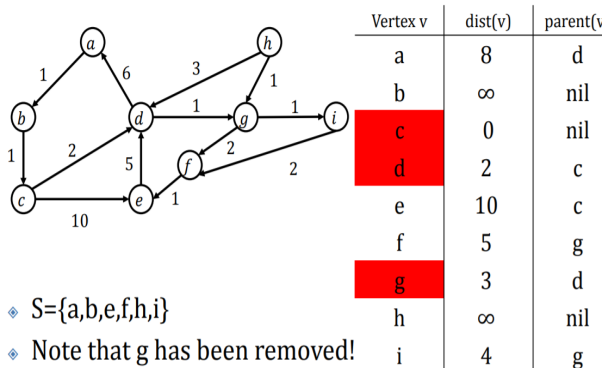 a
h
1
6
3
1
b
d
1
g
1
i
1
2
5
f
2
2
c
e
1
10
S={a,b,e,f,h,i}
Note that g has been removed!
Vertex v dist(v) parent(v
a 8 d
b ∞ nil
c 0 nil
d 2 c
e 10 c
f 5 g
g 3 d
h ∞ nil
i 4 g